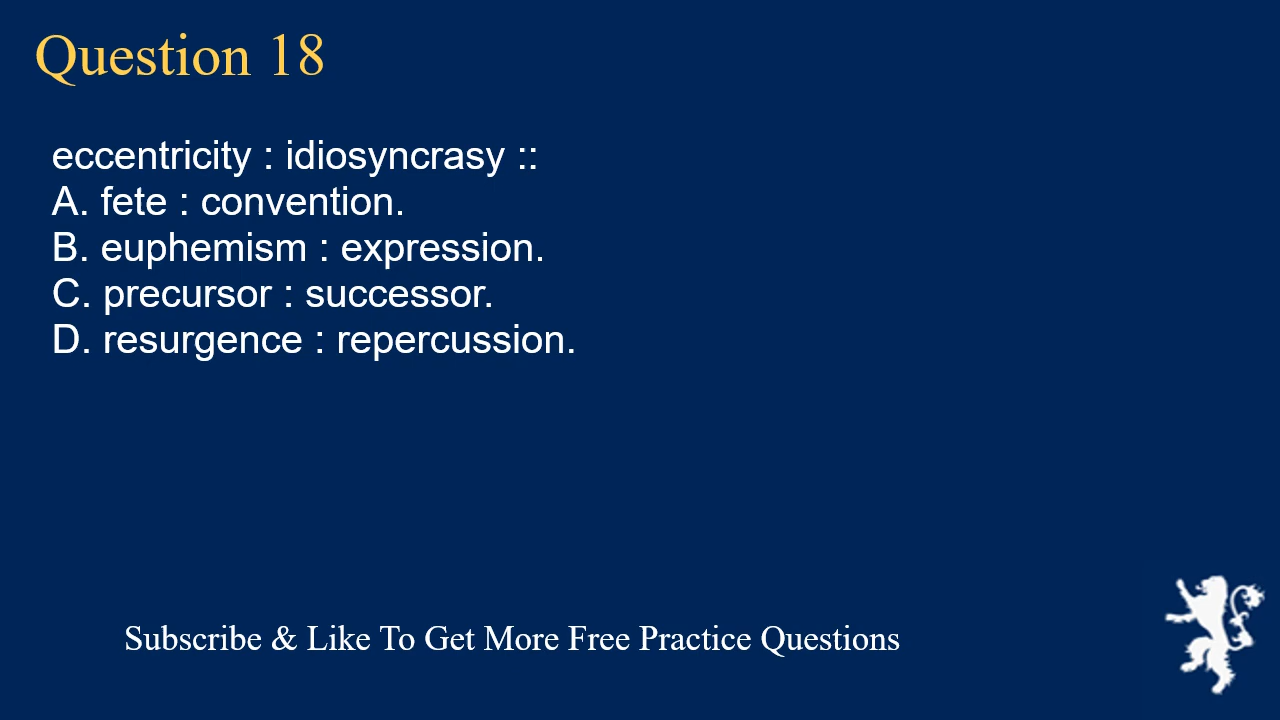 Question 18
eccentricity : idiosyncrasy ::
A. fete : convention.
B. euphemism : expression.
C. precursor : successor.
D. resurgence : repercussion.
Subscribe & Like To Get More Free Practice Questions